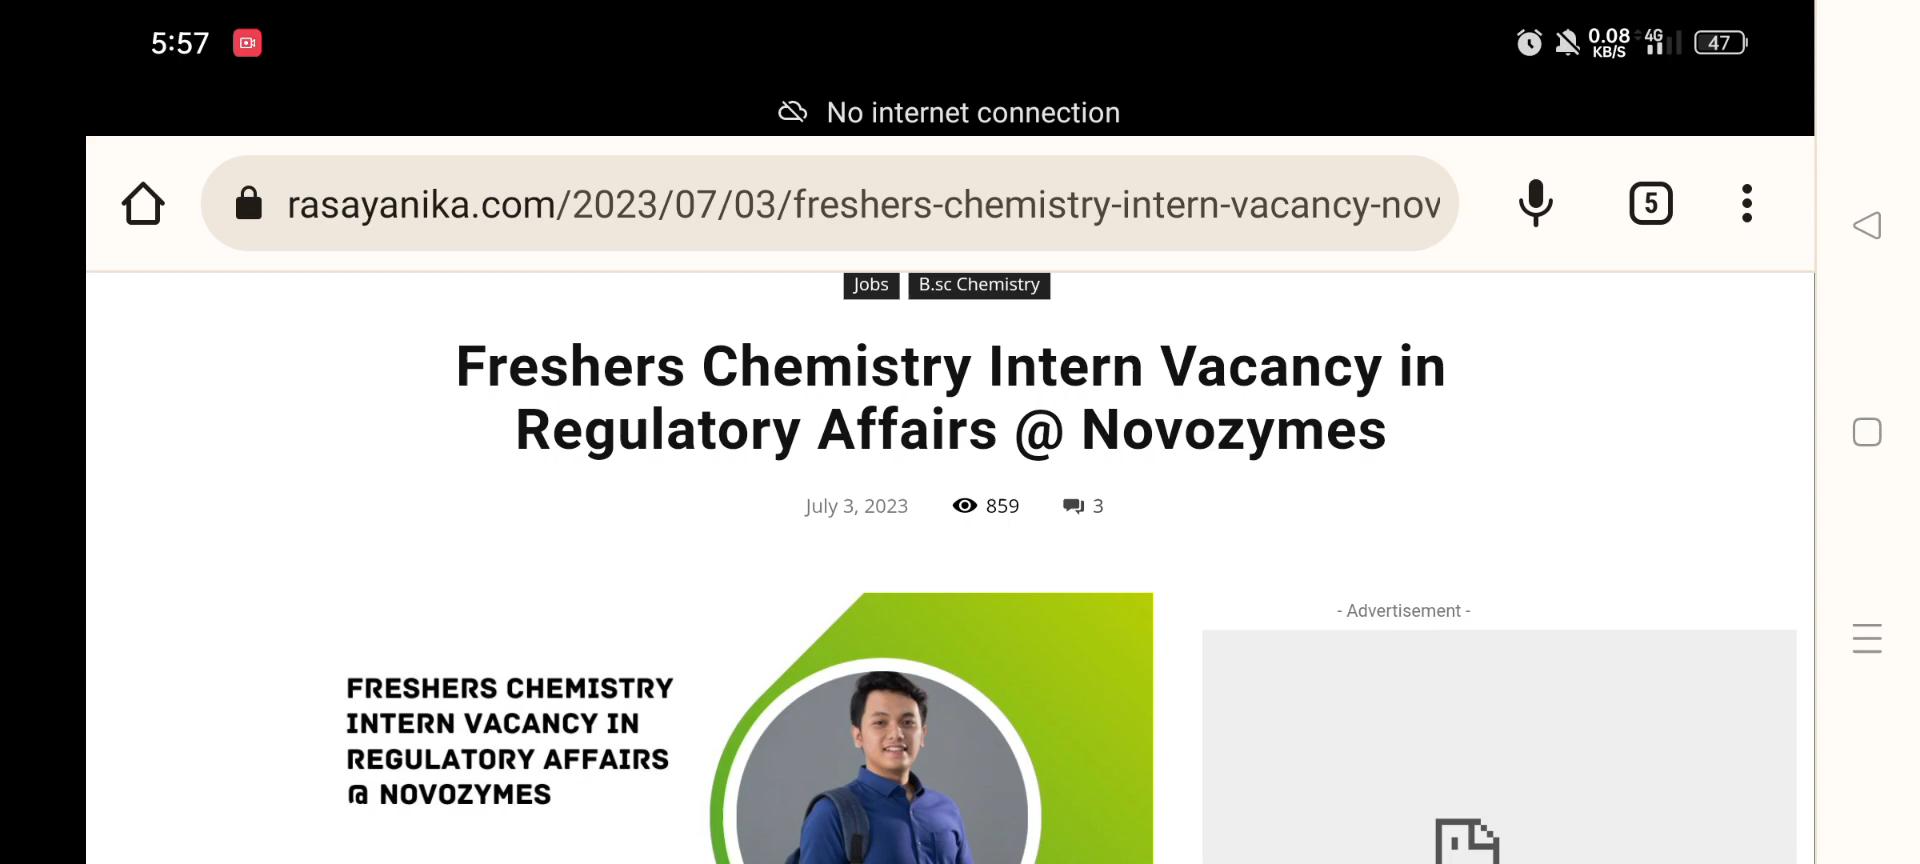 5:57
0.08
KB/S
4G
47
No internet connection
rasayanika.com/2023/07/03/freshers-chemistry-intern-vacancy-nov
5
Jobs
B.sc Chemistry
Freshers Chemistry Intern Vacancy in
Regulatory Affairs @ Novozymes
July 3, 2023
859
3
- Advertisement -
FRESHERS CHEMISTRY
INTERN VACANCY IN
REGULATORY AFFAIRS
@ NOVOZYMES